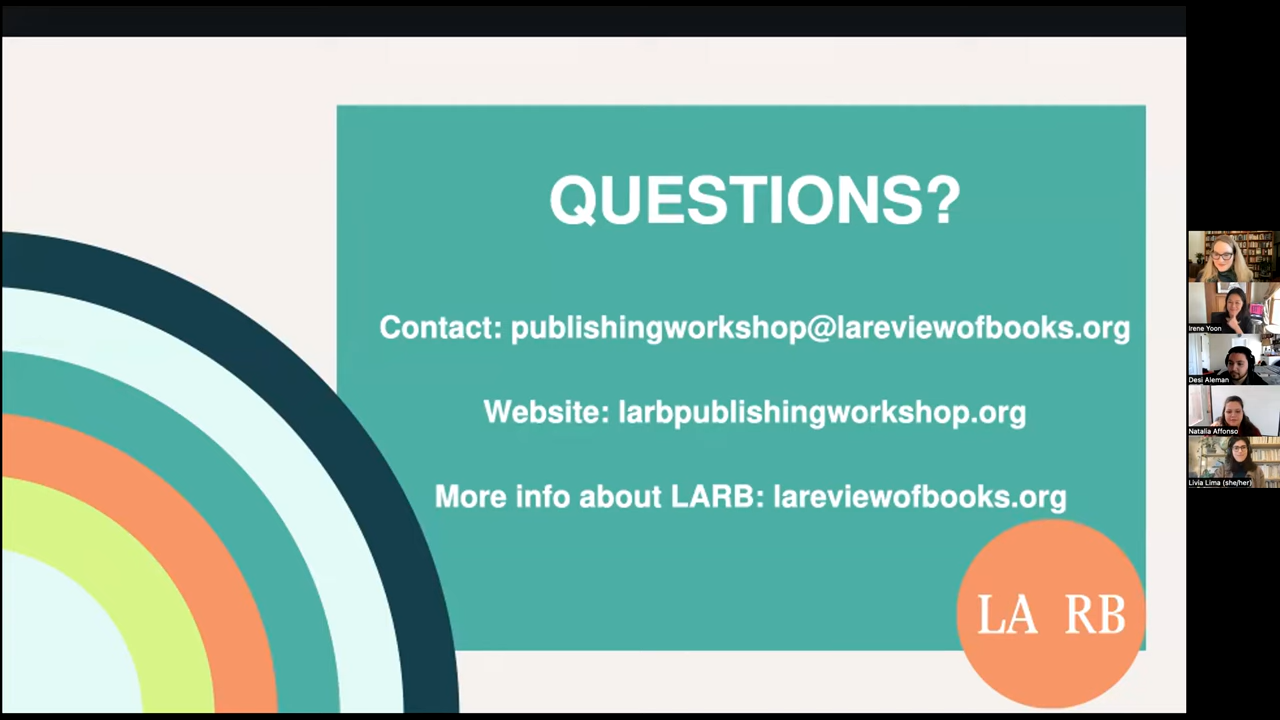 QUESTIONS?
Contact: publishingworkshop@lareviewofbooks.org
Website: larbpublishingworkshop.org
More info about LARB: lareviewofbooks.org
LA RB
Irene Yoon
Desi Aleman
Natalia Affonso
Livia Lima (she/her)